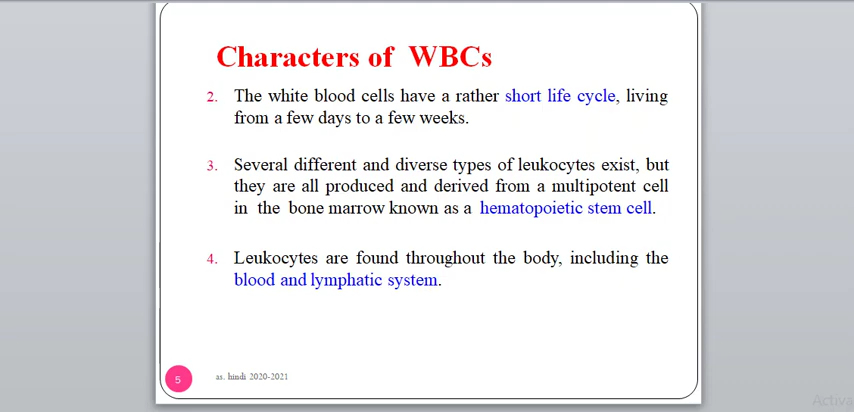 Characters of WBCs
2. The white blood cells have a rather short life cycle, living
from a few days to a few weeks.
3. Several different and diverse types of leukocytes exist, but
they are all produced and derived from a multipotent cell
in the bone marrow known as a hematopoietic stem cell.
4. Leukocytes are found throughout the body, including the
blood and lymphatic system.
5
as. hindi 2020-2021
Activa